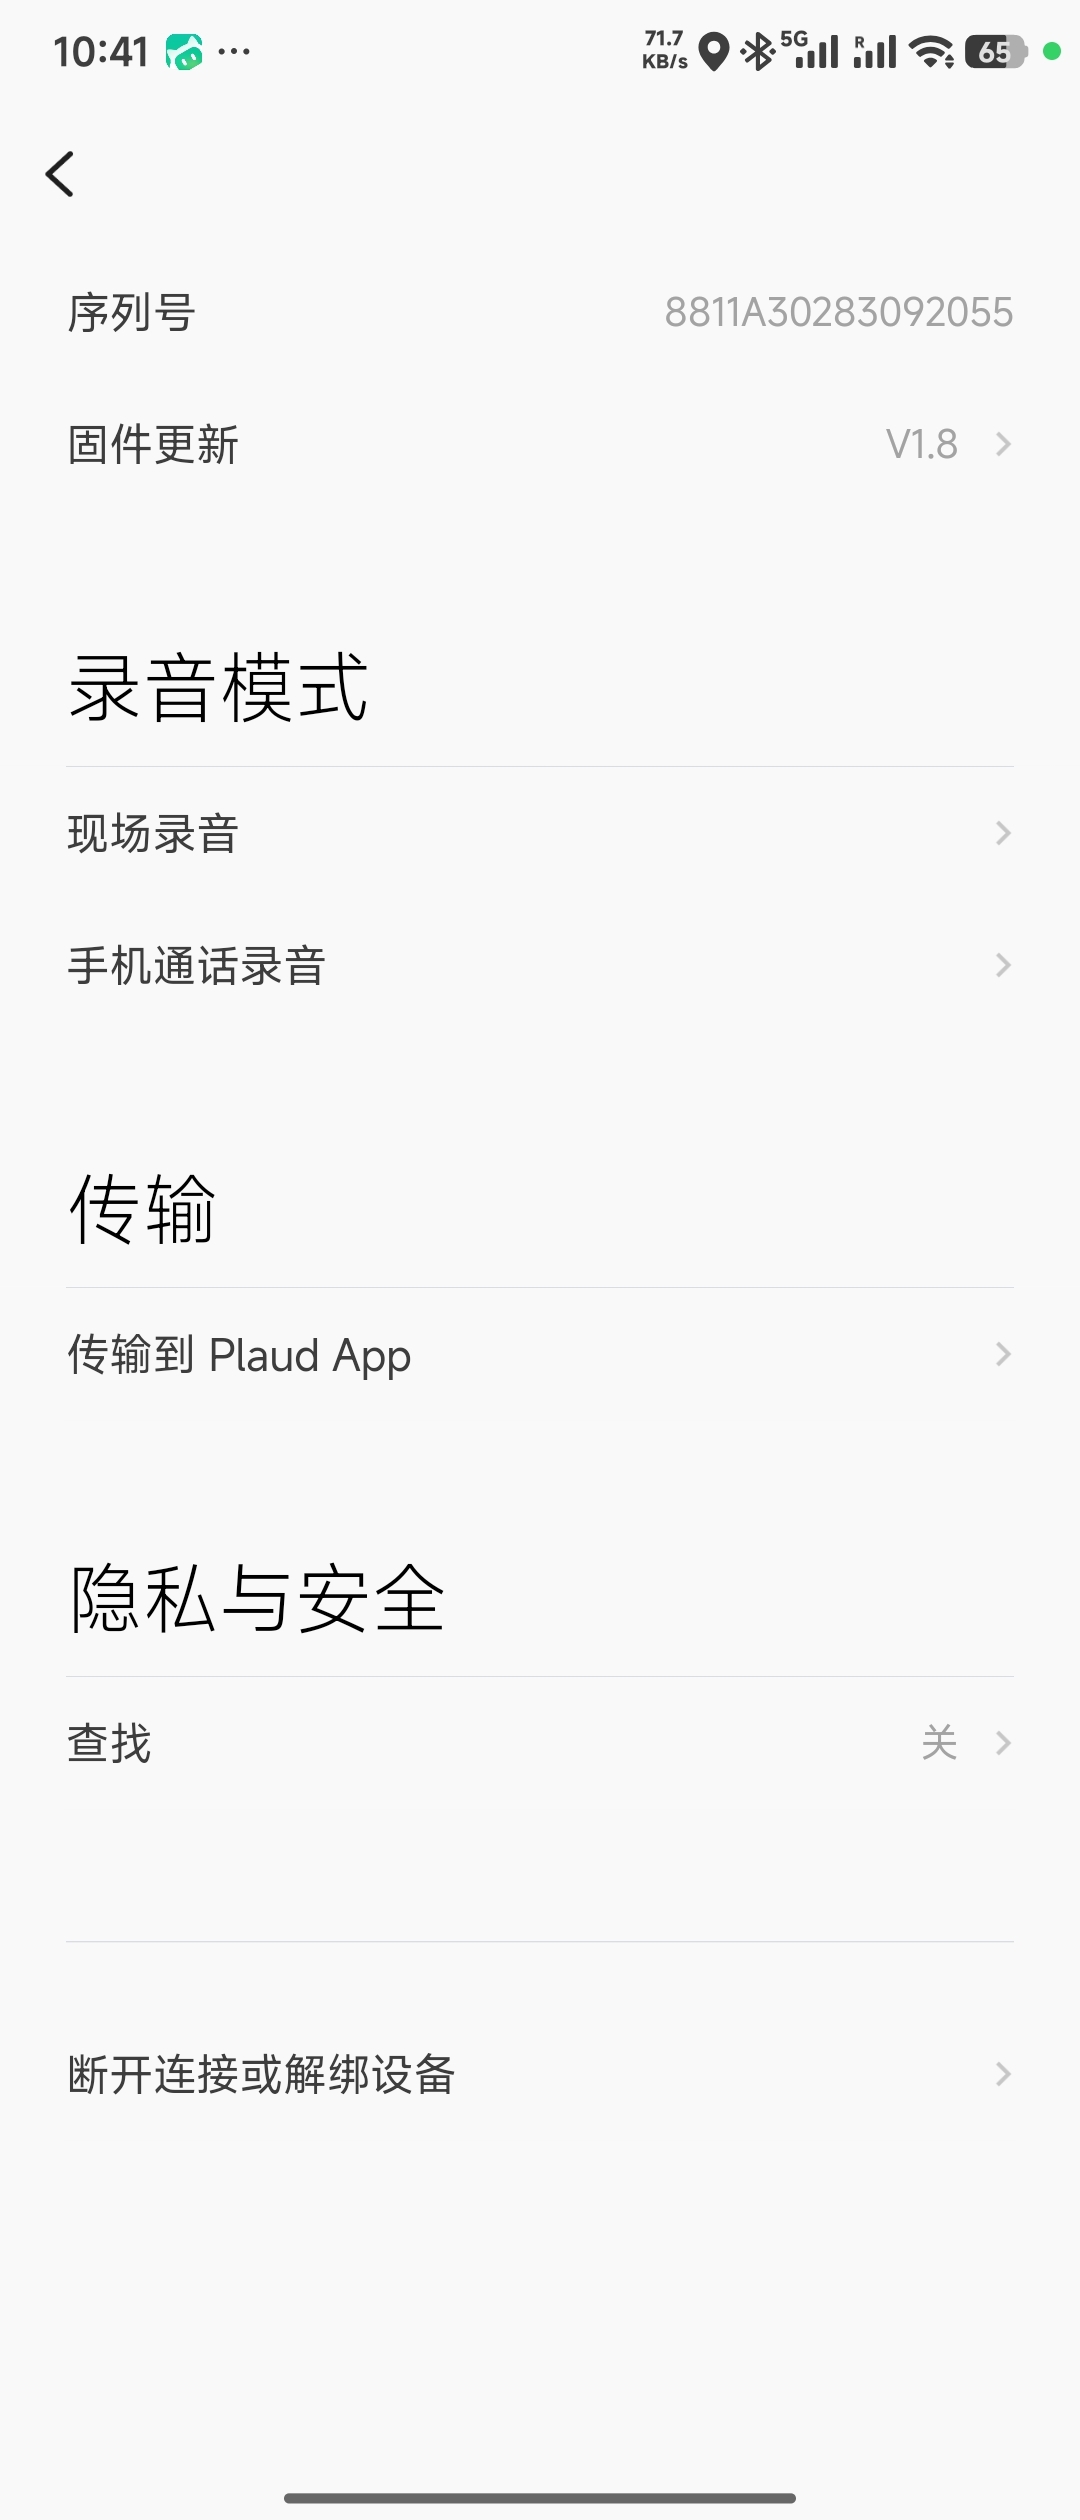 10:41 ... 71.7 KB/s 5G R 65
序列号 8811A30283092055
固件更新 V1.8
录音模式
现场录音
手机通话录音
传输
传输到 Plaud App
隐私与安全
查找 关
断开连接或解绑设备